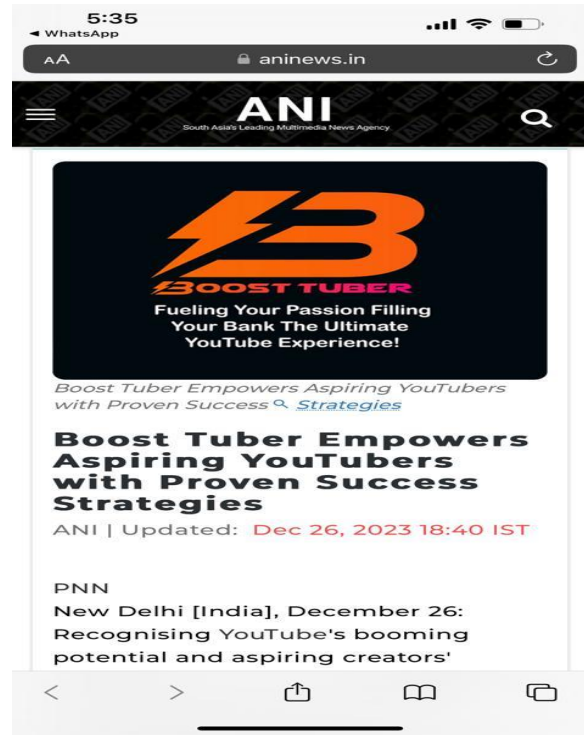 5:35
WhatsApp
AA
aninews.in
ANI
South Asia's Leading Multimedia News Agency
BOOST TUBER
Fueling Your Passion Filling
Your Bank The Ultimate
YouTube Experience!
Boost Tuber Empowers Aspiring YouTubers
with Proven Success Strategies
Boost Tuber Empowers
Aspiring YouTubers
with Proven Success
Strategies
ANI | Updated: Dec 26, 2023 18:40 IST
PNN
New Delhi [India], December 26:
Recognising YouTube's booming
potential and aspiring creators'